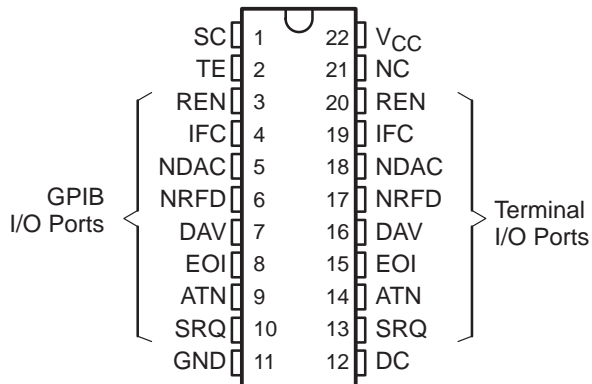 SC 1 22 VCC
TE 2 21 NC
REN 3 20 REN
IFC 4 19 IFC
NDAC 5 18 NDAC
NRFD 6 17 NRFD
DAV 7 16 DAV
EOI 8 15 EOI
ATN 9 14 ATN
SRQ 10 13 SRQ
GND 11 12 DC
GPIB
I/O Ports
Terminal
I/O Ports